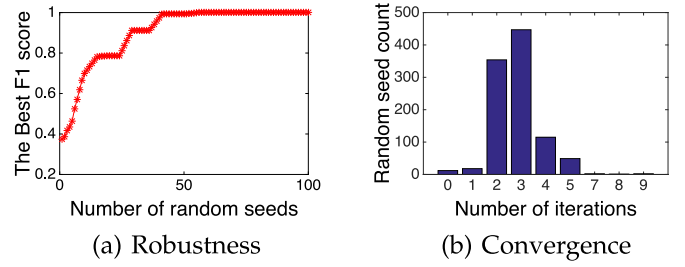 The Best F1 score
1
0.8
0.6
0.4
0.2
0 50 100
Number of random seeds
(a) Robustness
Random seed count
500
400
300
200
100
0
0 1 2 3 4 5 7 8 9
Number of iterations
(b) Convergence